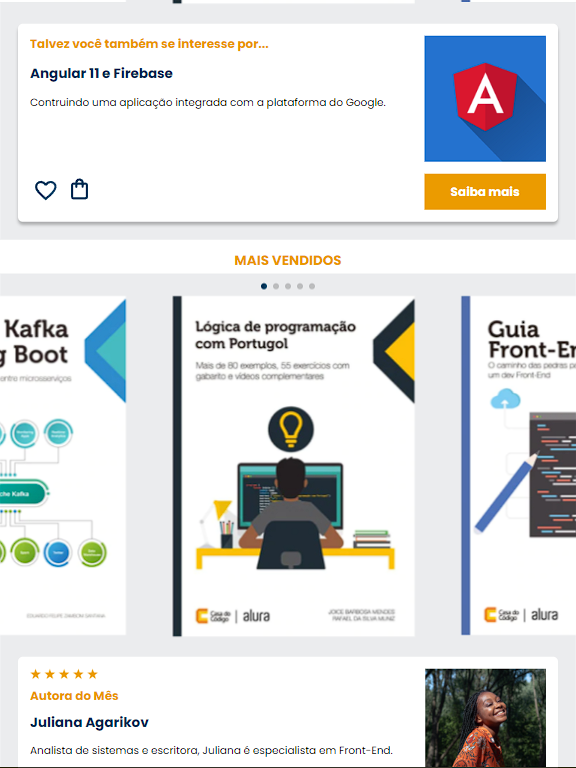 Talvez você também se interesse por...
Angular 11 e Firebase
Contruindo uma aplicação integrada com a plataforma do Google.
A
Saiba mais
MAIS VENDIDOS
Kafka
g Boot
entre microsserviços
che Kafka
EDUARDO FELIPE ZAMBOM SANTANA
Lógica de programação
com Portugol
Mais de 80 exemplos, 55 exercícios com
gabarito e vídeos complementares
Casa do
Código
alura
JOICE BARBOSA MENDES
RAFAEL DA SILVA MUNIZ
Guia
Front-En
O caminho das pedras pa
um dev Front-End
Casa do
Código
alura
Autora do Mês
Juliana Agarikov
Analista de sistemas e escritora, Juliana é especialista em Front-End.